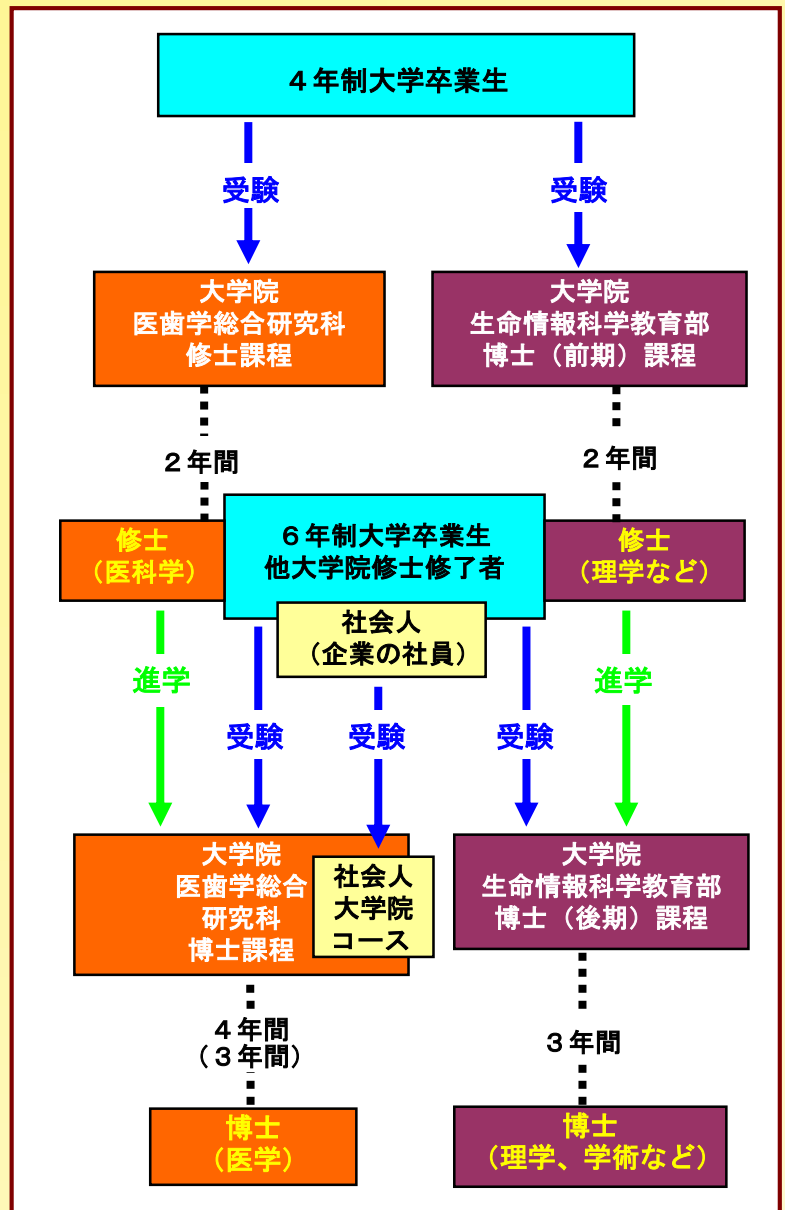 ４年制大学卒業生
受験
受験
大学院
医歯学総合研究科
修士課程
大学院
生命情報科学教育部
博士（前期）課程
２年間
２年間
修士
（医科学）
６年制大学卒業生
他大学院修士修了者
修士
（理学など）
社会人
（企業の社員）
進学
進学
受験
受験
受験
大学院
医歯学総合
研究科
博士課程
社会人
大学院
コース
大学院
生命情報科学教育部
博士（後期）課程
４年間
（３年間）
３年間
博士
（医学）
博士
（理学、学術など）